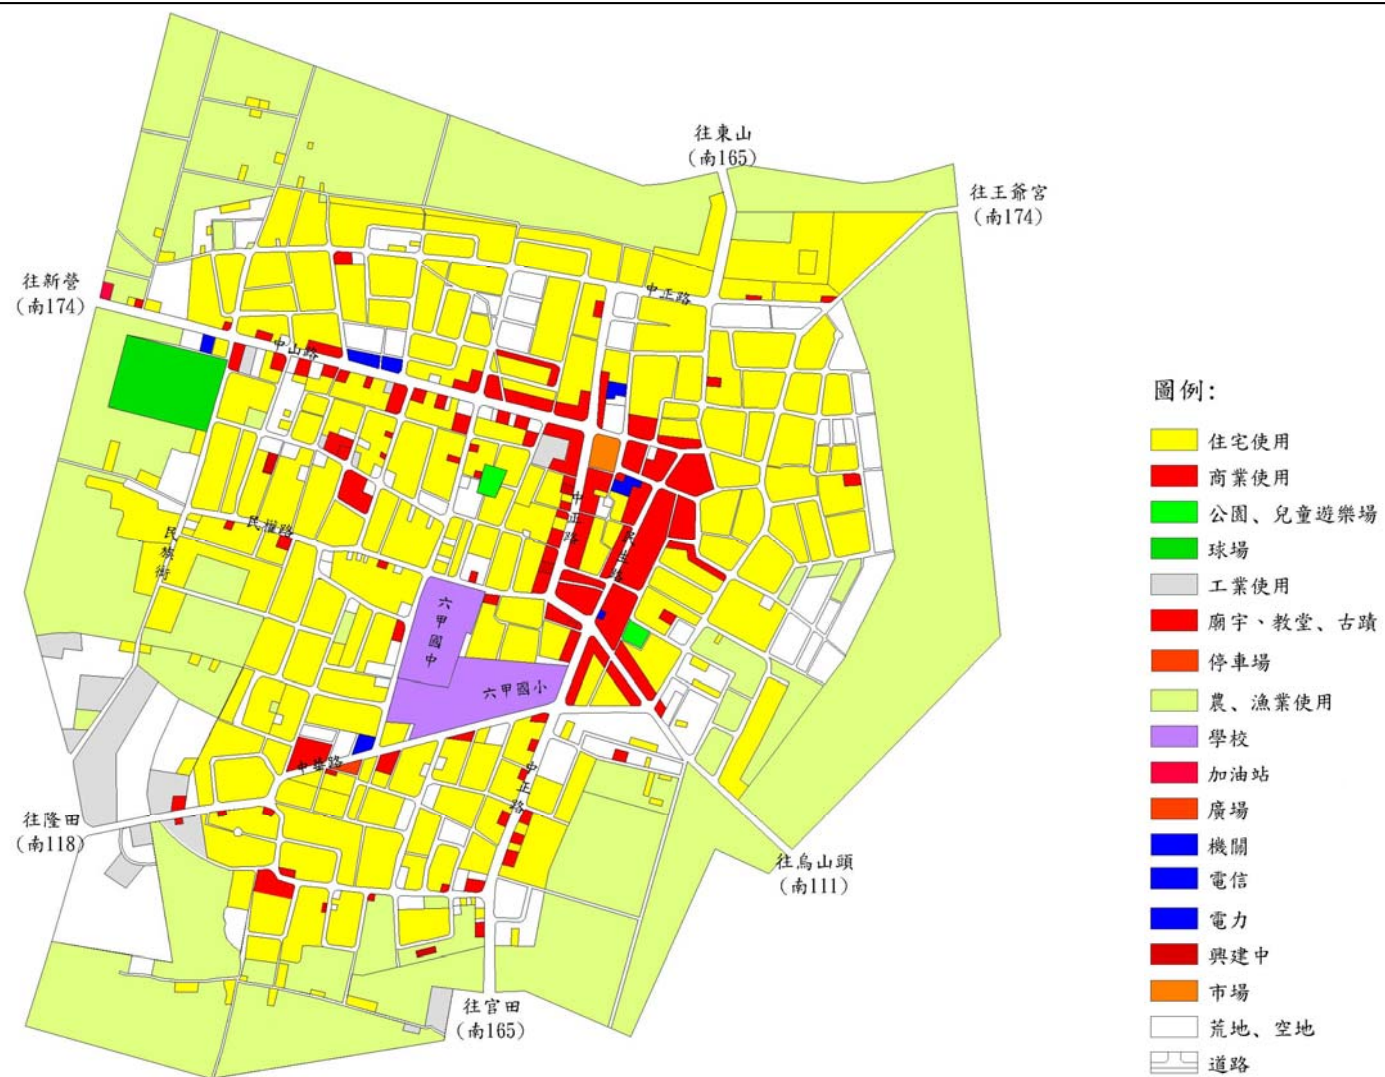 往東山
(南165)
往王爺宮
(南174)
往新營
(南174)
中正路
中山路
中正路
民生路
民權路
民族街
六甲國中
六甲國小
中華路
中正路
往隆田
(南118)
往烏山頭
(南111)
往官田
(南165)
圖例:
住宅使用
商業使用
公園、兒童遊樂場
球場
工業使用
廟宇、教堂、古蹟
停車場
農、漁業使用
學校
加油站
廣場
機關
電信
電力
興建中
市場
荒地、空地
道路